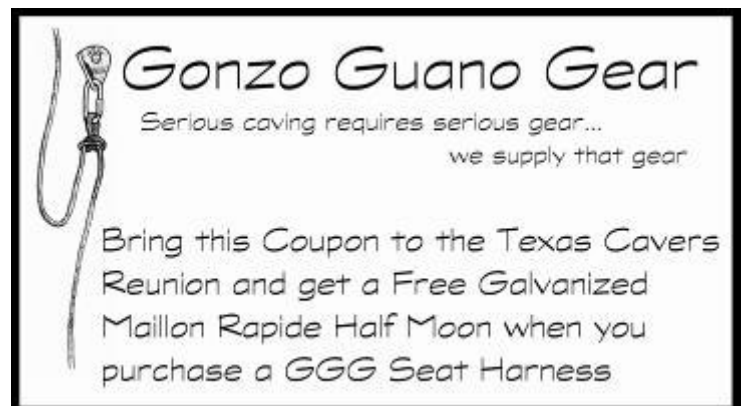 Gonzo Guano Gear
Serious caving requires serious gear...
we supply that gear
Bring this Coupon to the Texas Cavers
Reunion and get a Free Galvanized
Maillon Rapide Half Moon when you
purchase a GGG Seat Harness